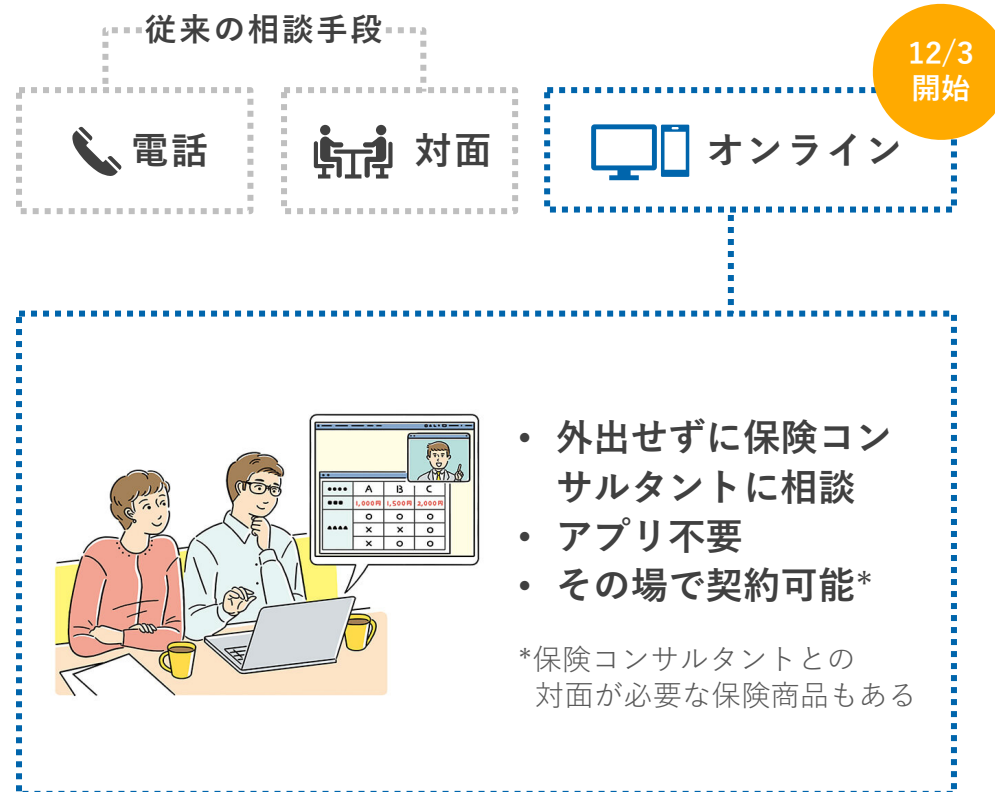 従来の相談手段
12/3
開始
電話
対面
オンライン
A B C
1,000円 1,500円 2,000円
○ ○ ○
× × ○
× ○ ○
• 外出せずに保険コン
サルタントに相談
• アプリ不要
• その場で契約可能*
*保険コンサルタントとの
対面が必要な保険商品もある